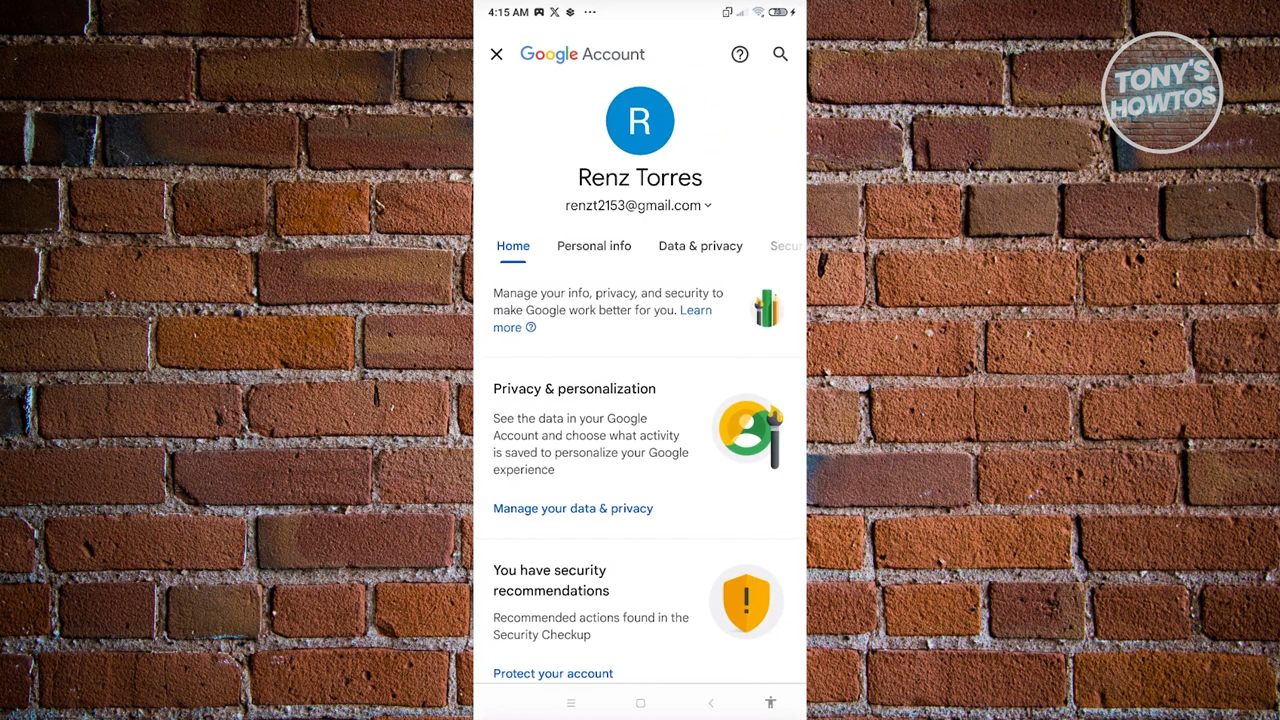 4:15 AM
73
Google Account
TONY'S
HOWTOS
R
Renz Torres
renzt2153@gmail.com
Home Personal info Data & privacy Secur
Manage your info, privacy, and security to
make Google work better for you. Learn
more
Privacy & personalization
See the data in your Google
Account and choose what activity
is saved to personalize your Google
experience
Manage your data & privacy
You have security
recommendations
Recommended actions found in the
Security Checkup
Protect your account